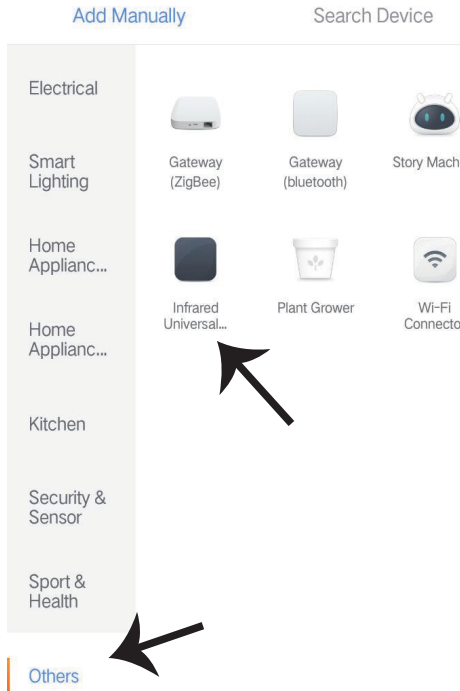 Add Manually
Search Device
Electrical
Smart
Lighting
Home
Applianc...
Home
Applianc...
Kitchen
Security &
Sensor
Sport &
Health
Others
Gateway
(ZigBee)
Gateway
(bluetooth)
Story Mach
Infrared
Universal...
Plant Grower
Wi-Fi
Connecto